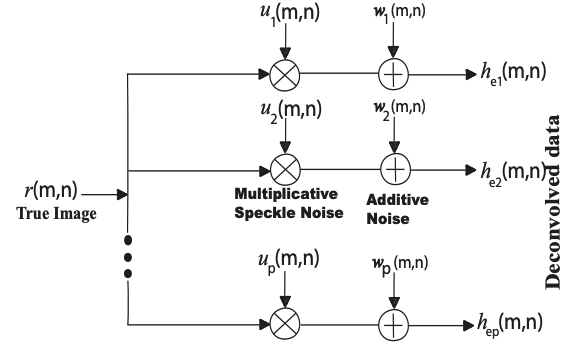 u1(m,n) w1(m,n)
he1(m,n)
u2(m,n) w2(m,n)
he2(m,n)
r(m,n)
True Image
Multiplicative
Speckle Noise
Additive
Noise
up(m,n) wp(m,n)
hep(m,n)
Deconvolved data